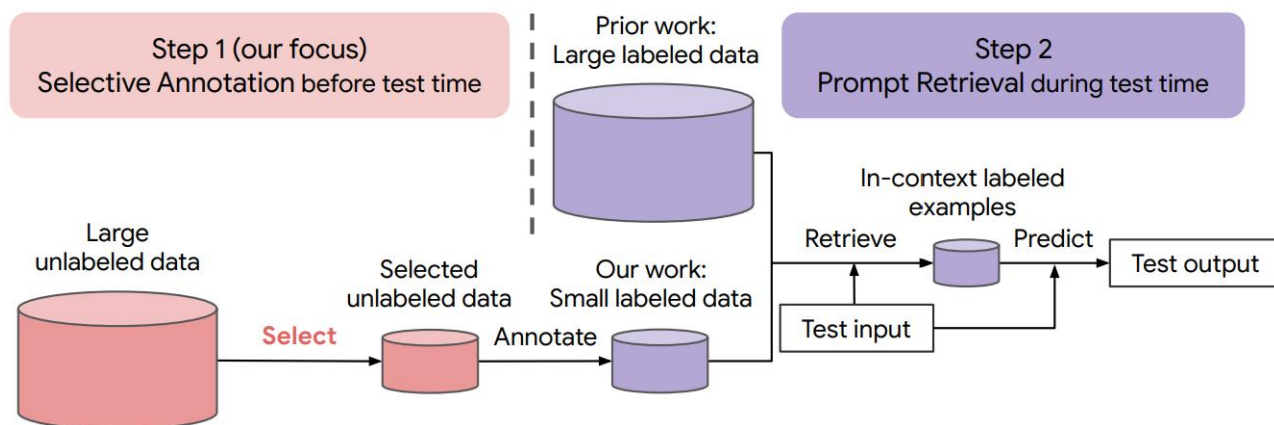 Step 1 (our focus)
Selective Annotation before test time
Prior work:
Large labeled data
Step 2
Prompt Retrieval during test time
Large
unlabeled data
Select
Selected
unlabeled data
Annotate
Our work:
Small labeled data
Retrieve
In-context labeled
examples
Predict
Test input
Test output